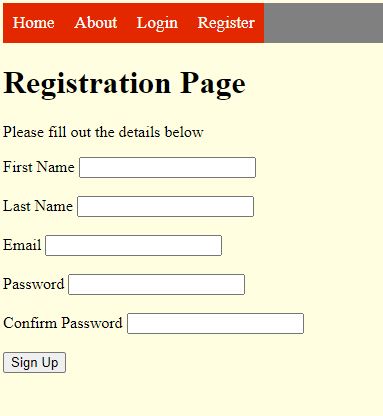 Home About Login Register
Registration Page
Please fill out the details below
First Name
Last Name
Email
Password
Confirm Password
Sign Up